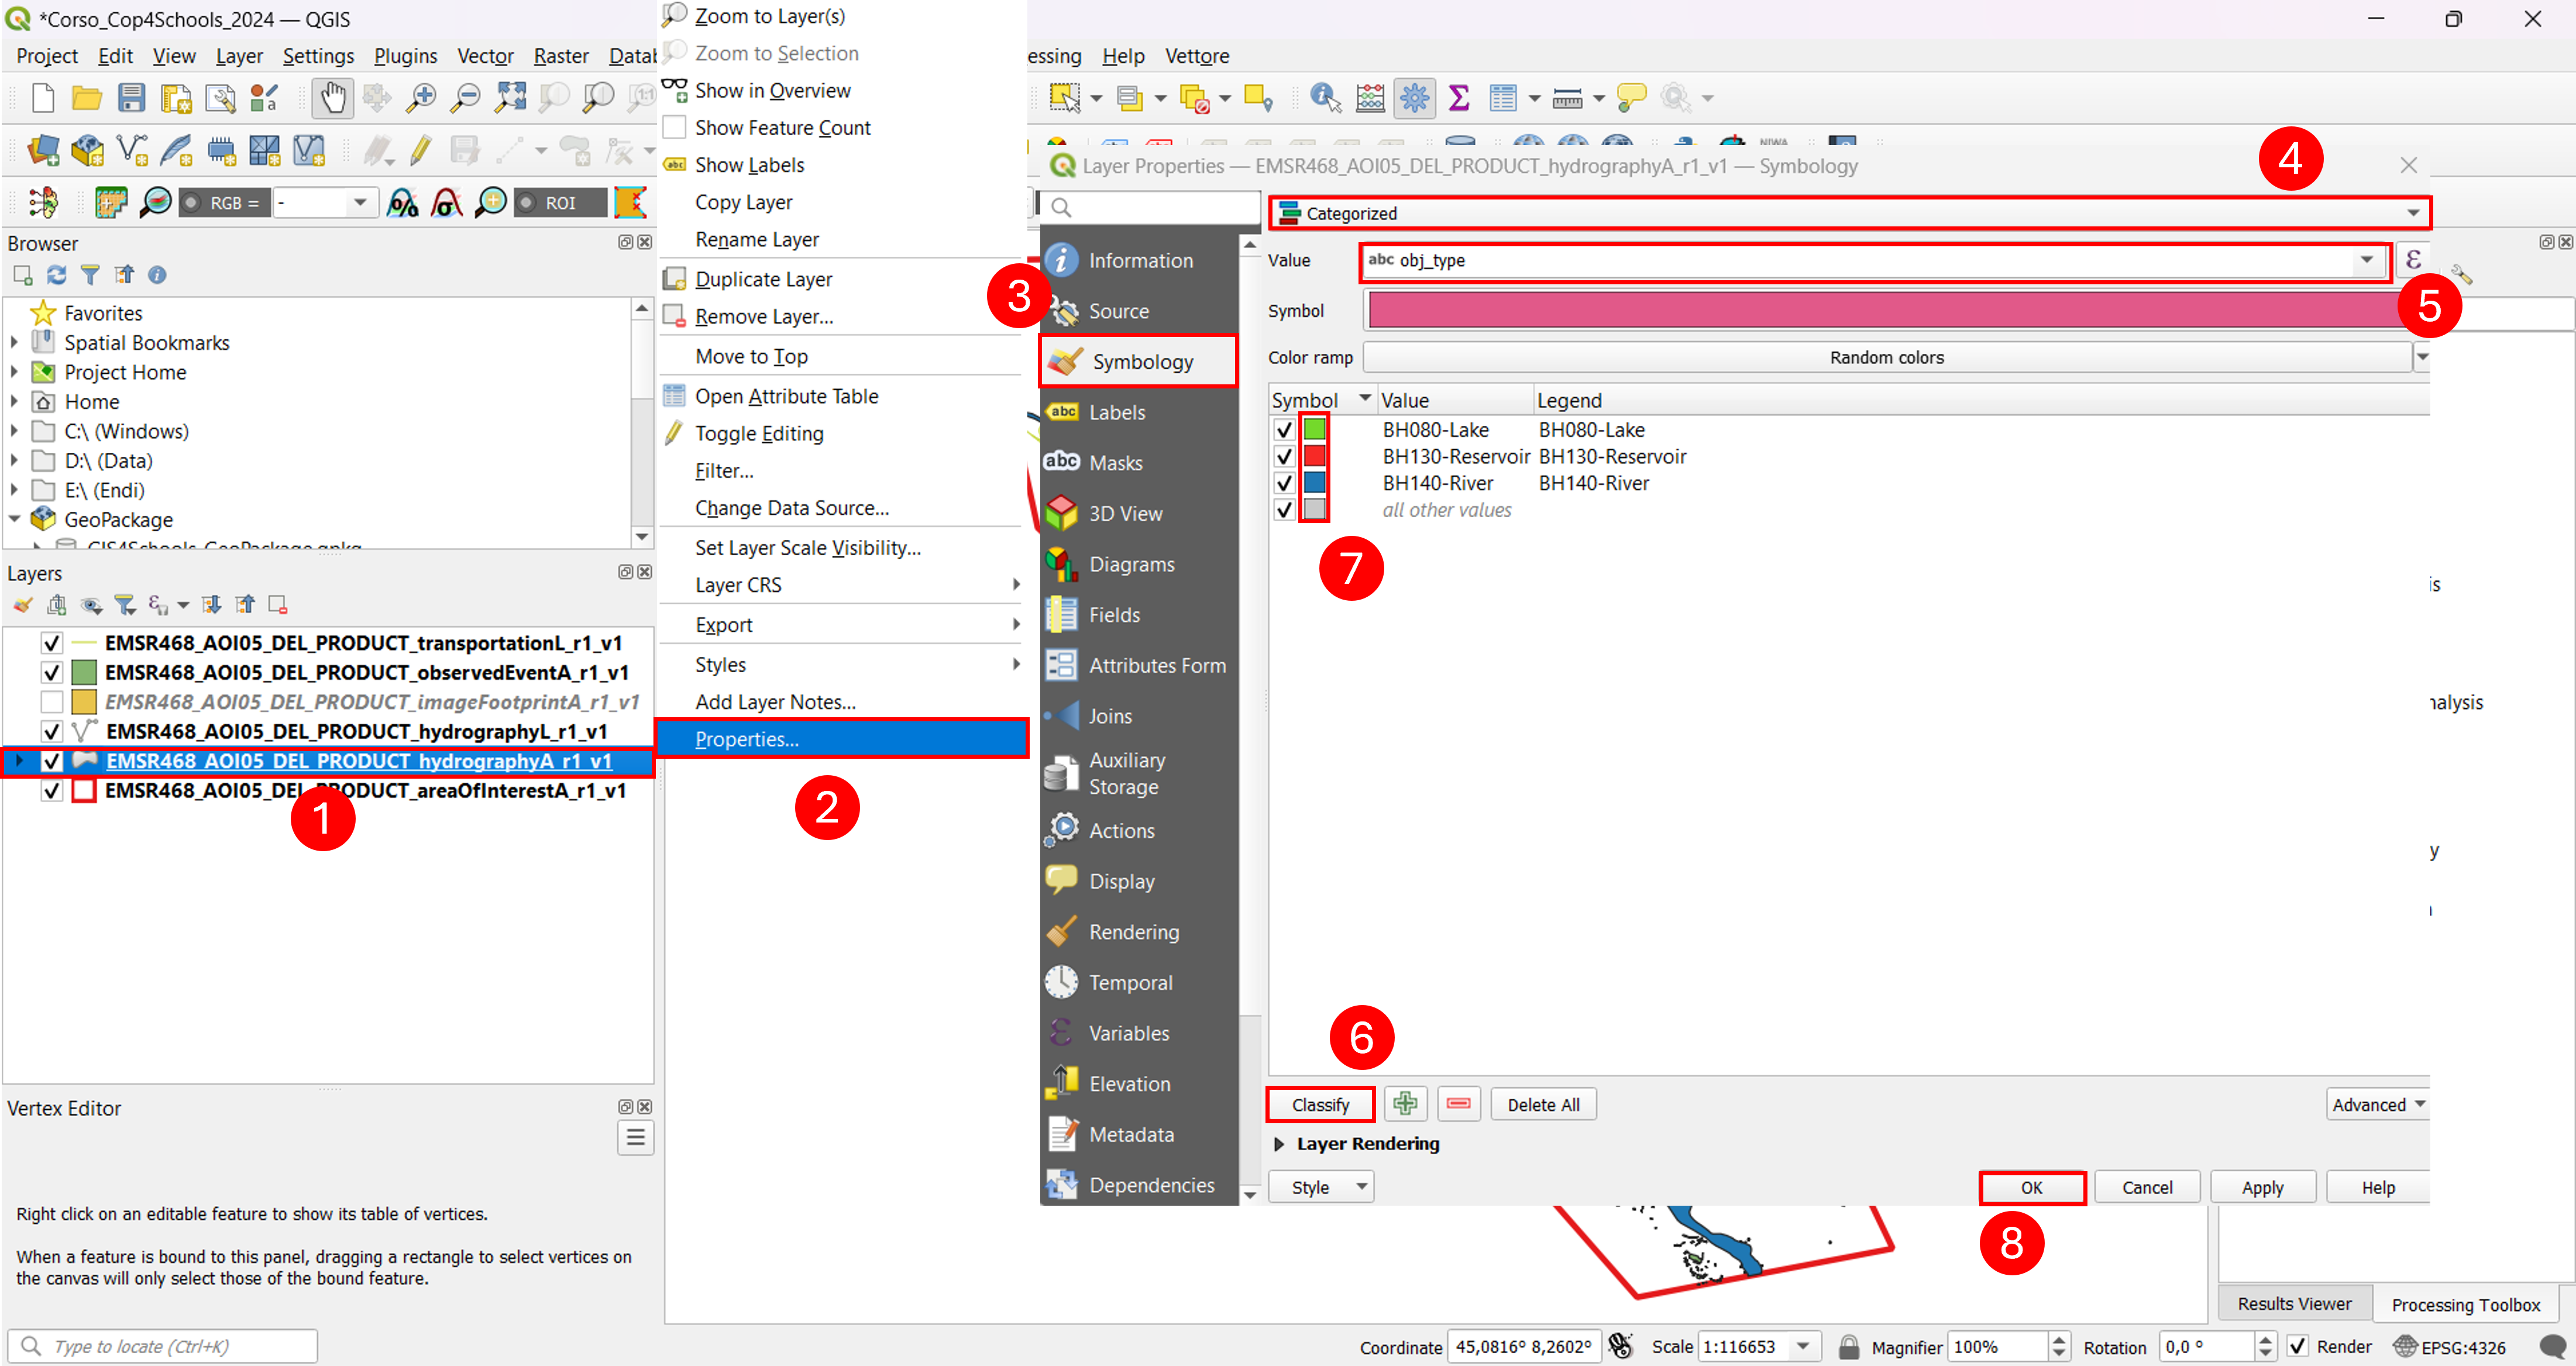 *Corso_Cop4Schools_2024 — QGIS
Project Edit View Layer Settings Plugins Vector Raster Datab
essing Help Vettore
RGB = -
ROI
Browser
Favorites
Spatial Bookmarks
Project Home
Home
C:\ (Windows)
D:\ (Data)
E:\ (Endi)
GeoPackage
GIS4Schools_GeoPackage.gpkg
Layers
EMSR468_AOI05_DEL_PRODUCT_transportationL_r1_v1
EMSR468_AOI05_DEL_PRODUCT_observedEventA_r1_v1
EMSR468_AOI05_DEL_PRODUCT_imageFootprintA_r1_v1
EMSR468_AOI05_DEL_PRODUCT_hydrographyL_r1_v1
EMSR468_AOI05_DEL_PRODUCT_hydrographyA_r1_v1
EMSR468_AOI05_DEL_PRODUCT_areaOfInterestA_r1_v1
1
Vertex Editor
Right click on an editable feature to show its table of vertices.
When a feature is bound to this panel, dragging a rectangle to select vertices on
the canvas will only select those of the bound feature.
Zoom to Layer(s)
Zoom to Selection
Show in Overview
Show Feature Count
abc Show Labels
Copy Layer
Rename Layer
Duplicate Layer
Remove Layer...
Move to Top
Open Attribute Table
Toggle Editing
Filter...
Change Data Source...
Set Layer Scale Visibility...
Layer CRS
Export
Styles
Add Layer Notes...
Properties...
2
NIWA
Layer Properties — EMSR468_AOI05_DEL_PRODUCT_hydrographyA_r1_v1 — Symbology
4
3
Information
Source
Symbology
abc Labels
abc Masks
3D View
Diagrams
Fields
Attributes Form
Joins
Auxiliary
Storage
Actions
Display
Rendering
Temporal
Variables
Elevation
Metadata
Dependencies
Categorized
Value abc obj_type ε
Symbol
5
Color ramp Random colors
Symbol Value Legend
BH080-Lake BH080-Lake
BH130-Reservoir BH130-Reservoir
BH140-River BH140-River
all other values
7
6
Classify Delete All Advanced
Layer Rendering
Style OK Cancel Apply Help
8
is
nalysis
y
Results Viewer Processing Toolbox
Type to locate (Ctrl+K)
Coordinate 45,0816° 8,2602° Scale 1:116653 Magnifier 100% Rotation 0,0 ° Render EPSG:4326